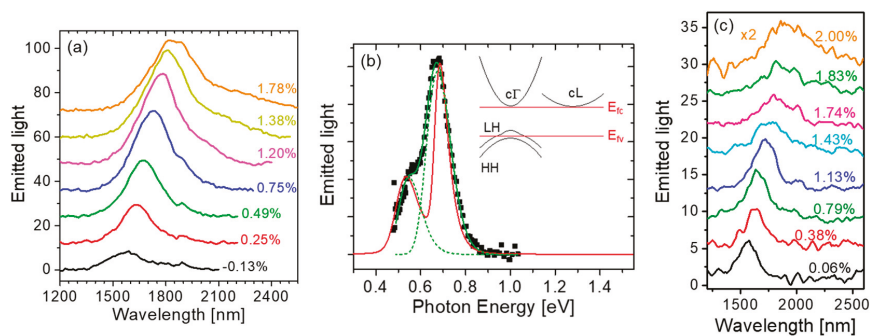 (a)
Emitted light
100
80
60
40
20
0
1.78%
1.38%
1.20%
0.75%
0.49%
0.25%
-0.13%
1200 1600 2000 2400
Wavelength [nm]
(b)
Emitted light
cΓ
cL
Efc
LH
Efv
HH
0.4 0.6 0.8 1.0 1.2 1.4
Photon Energy [eV]
(c)
Emitted light
35
30
25
20
15
10
5
0
x2
2.00%
1.83%
1.74%
1.43%
1.13%
0.79%
0.38%
0.06%
1500 2000 2500
Wavelength [nm]